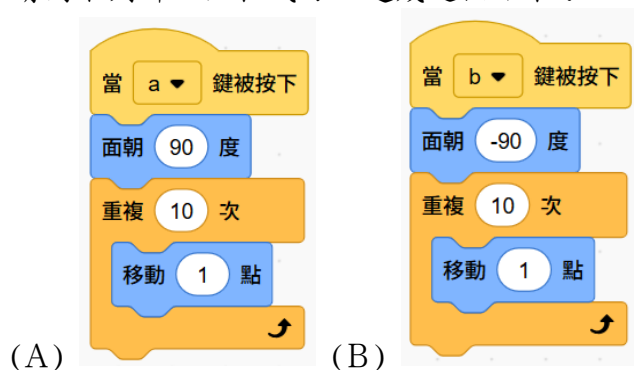 當 a 鍵被按下
面朝 90 度
重複 10 次
移動 1 點
(A)
當 b 鍵被按下
面朝 -90 度
重複 10 次
移動 1 點
(B)